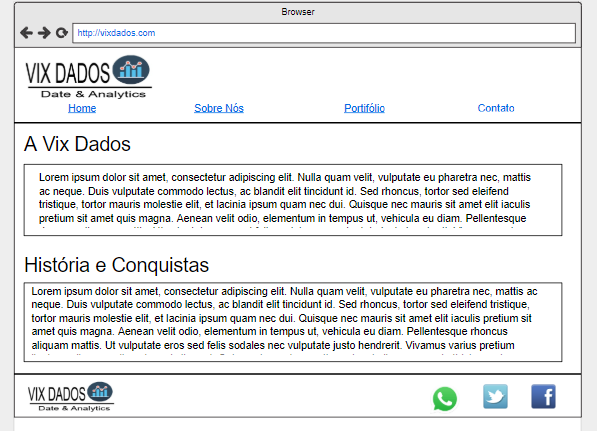 Browser
http://vixdados.com
VIX DADOS
Date & Analytics
Home Sobre Nós Portifólio Contato
A Vix Dados
Lorem ipsum dolor sit amet, consectetur adipiscing elit. Nulla quam velit, vulputate eu pharetra nec, mattis
ac neque. Duis vulputate commodo lectus, ac blandit elit tincidunt id. Sed rhoncus, tortor sed eleifend
tristique, tortor mauris molestie elit, et lacinia ipsum quam nec dui. Quisque nec mauris sit amet elit iaculis
pretium sit amet quis magna. Aenean velit odio, elementum in tempus ut, vehicula eu diam. Pellentesque
História e Conquistas
Lorem ipsum dolor sit amet, consectetur adipiscing elit. Nulla quam velit, vulputate eu pharetra nec, mattis ac
neque. Duis vulputate commodo lectus, ac blandit elit tincidunt id. Sed rhoncus, tortor sed eleifend tristique,
tortor mauris molestie elit, et lacinia ipsum quam nec dui. Quisque nec mauris sit amet elit iaculis pretium sit
amet quis magna. Aenean velit odio, elementum in tempus ut, vehicula eu diam. Pellentesque rhoncus
aliquam mattis. Ut vulputate eros sed felis sodales nec vulputate justo hendrerit. Vivamus varius pretium
VIX DADOS
Date & Analytics